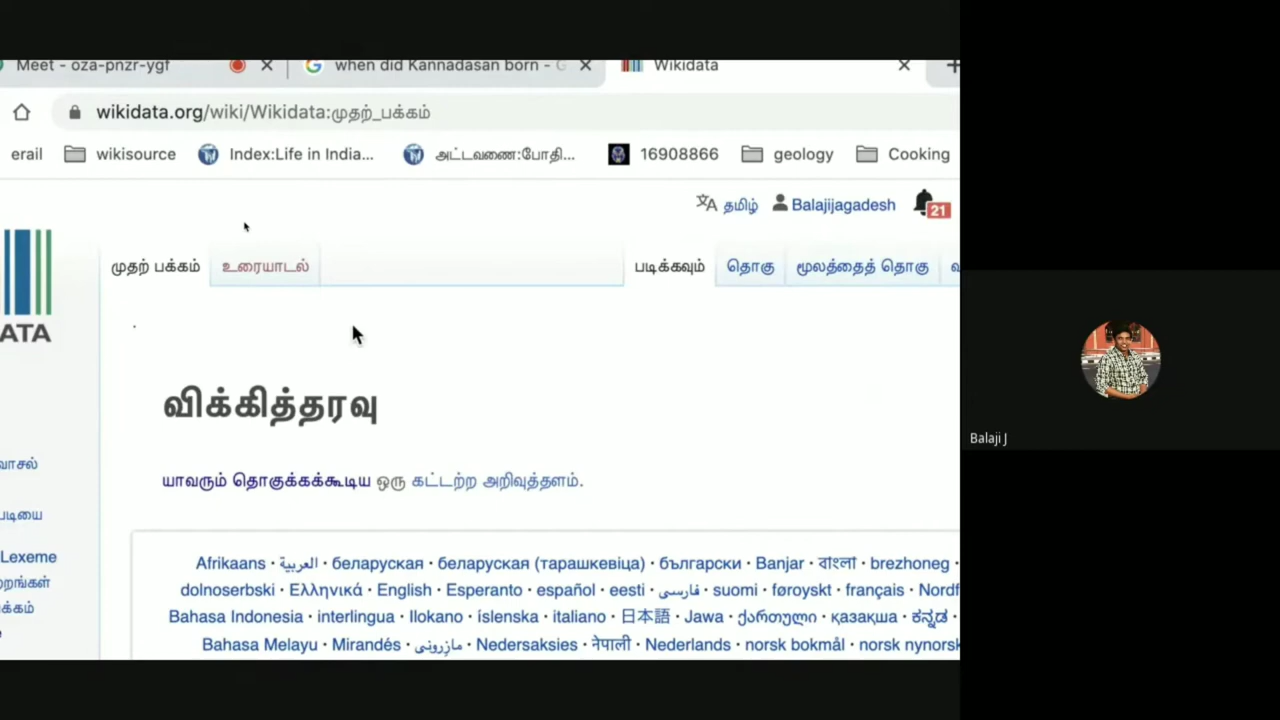 Meet - oza-pnzr-ygf when did Kannadasan born - G Wikidata
wikidata.org/wiki/Wikidata:முதற்_பக்கம்
erail wikisource Index:Life in India... அட்டவணை:போதி... 16908866 geology Cooking
தமிழ் Balajijagadesh 21
முதற் பக்கம் உரையாடல் படிக்கவும் தொகு மூலத்தைத் தொகு
ATA
விக்கித்தரவு
வாசல்
யாவரும் தொகுக்கக்கூடிய ஒரு கட்டற்ற அறிவுத்தளம்.
Lexeme
Afrikaans · العربية · беларуская · беларуская (тарашкевіца) · български · Banjar · বাংলা · brezhoneg ·
dolnoserbski · Ελληνικά · English · Esperanto · español · eesti · فارسی · suomi · føroyskt · français · Nordf
Bahasa Indonesia · interlingua · Ilokano · íslenska · italiano · 日本語 · Jawa · ქართული · қазақша · ಕನ್ನಡ ·
Bahasa Melayu · Mirandés · مازِرونی · Nedersaksies · नेपाली · Nederlands · norsk bokmål · norsk nynorsk
Balaji J